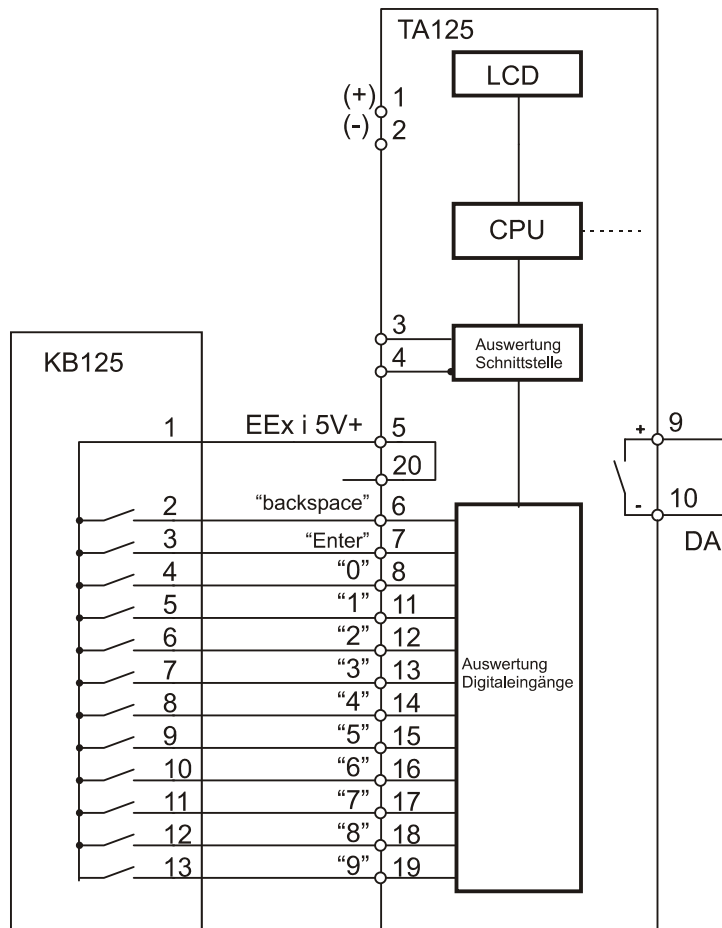 TA125
LCD
(+) 1
(-) 2
CPU
3
4
Auswertung
Schnittstelle
KB125
1 EEx i 5V+ 5
20
+ 9
- 10
DA
2 “backspace” 6
3 “Enter” 7
4 “0” 8
5 “1” 11
6 “2” 12
7 “3” 13
8 “4” 14
9 “5” 15
10 “6” 16
11 “7” 17
12 “8” 18
13 “9” 19
Auswertung
Digitaleingänge